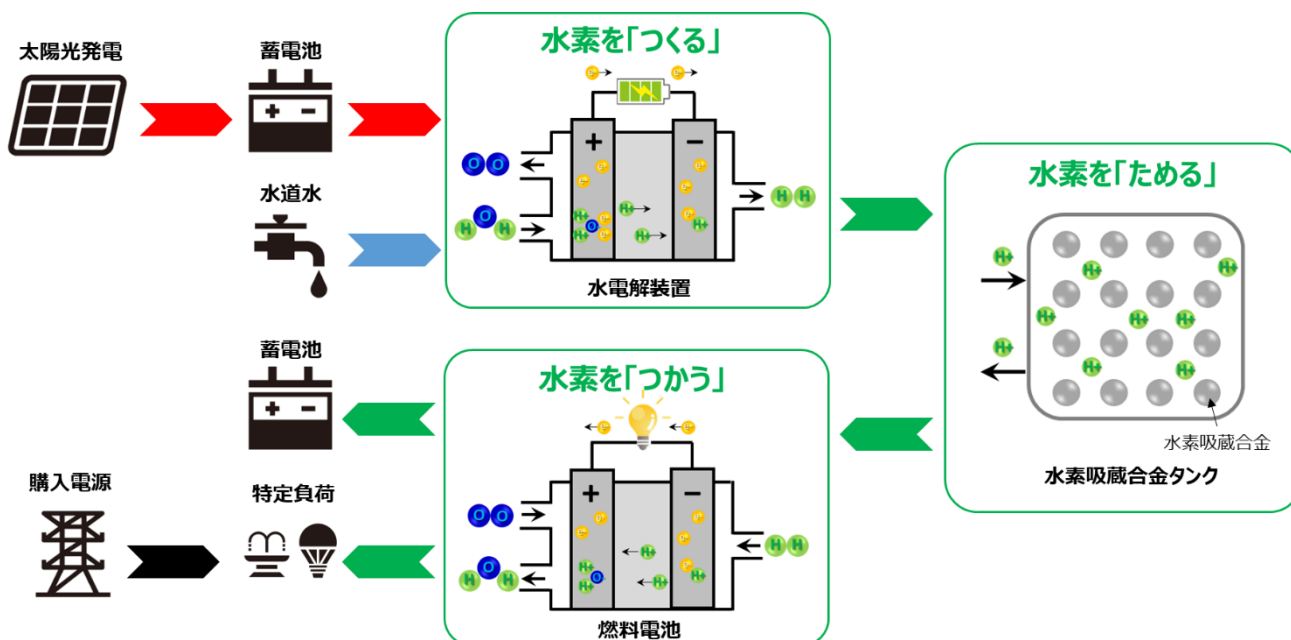 太陽光発電
蓄電池
水道水
水素を「つくる」
e-
e-
+
-
+
-
O O
H O H
H+
H+
H+
H+
O
H+
H H
水電解装置
水素を「ためる」
H+
H+
H+
H+
H+
H+
H+
H+
H+
水素吸蔵合金
水素吸蔵合金タンク
蓄電池
+
-
購入電源
特定負荷
水素を「つかう」
+
-
O O
H O H
H+
H+
H+
H+
O
H+
H H
燃料電池